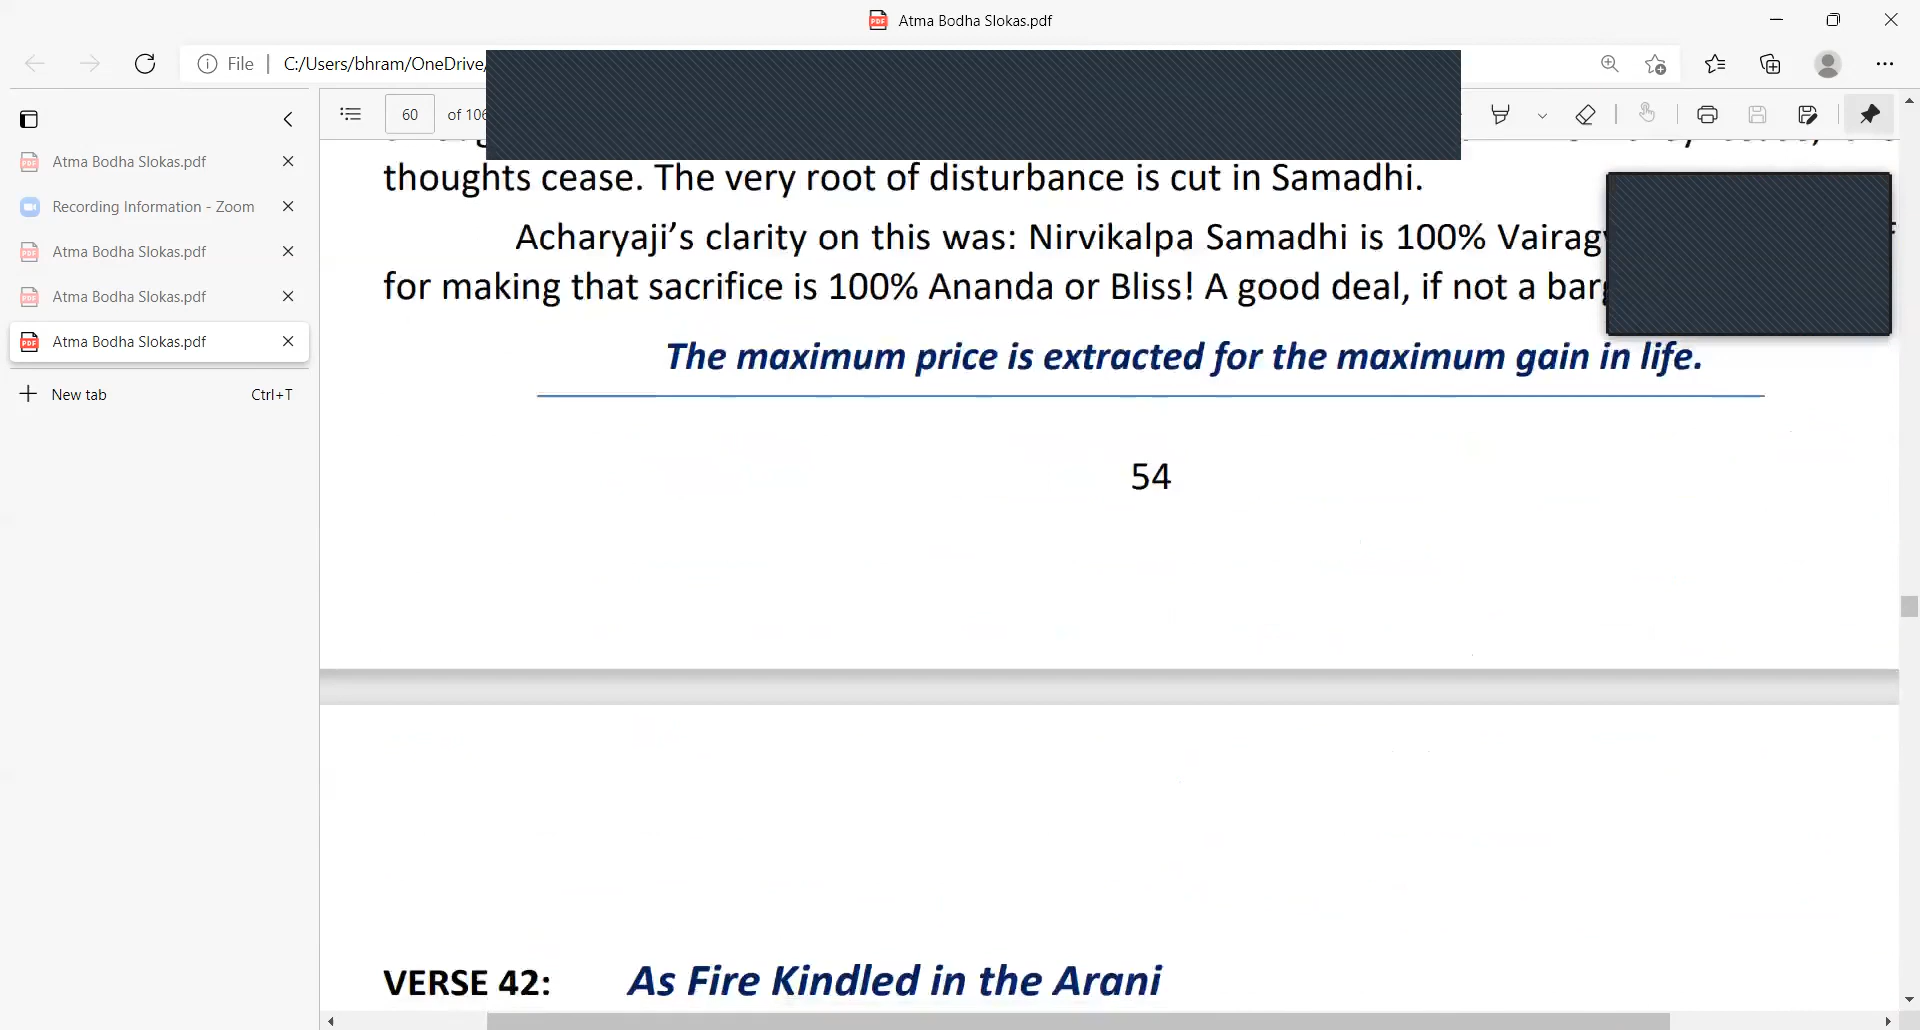 Atma Bodha Slokas.pdf
File | C:/Users/bhram/OneDrive/
60 of 106
Atma Bodha Slokas.pdf
Recording Information - Zoom
Atma Bodha Slokas.pdf
Atma Bodha Slokas.pdf
Atma Bodha Slokas.pdf
New tab Ctrl+T
thoughts cease. The very root of disturbance is cut in Samadhi.
Acharyaji’s clarity on this was: Nirvikalpa Samadhi is 100%
for making that sacrifice is 100% Ananda or Bliss! A good deal, if not a
The maximum price is extracted for the maximum gain in life.
54
VERSE 42: As Fire Kindled in the Arani